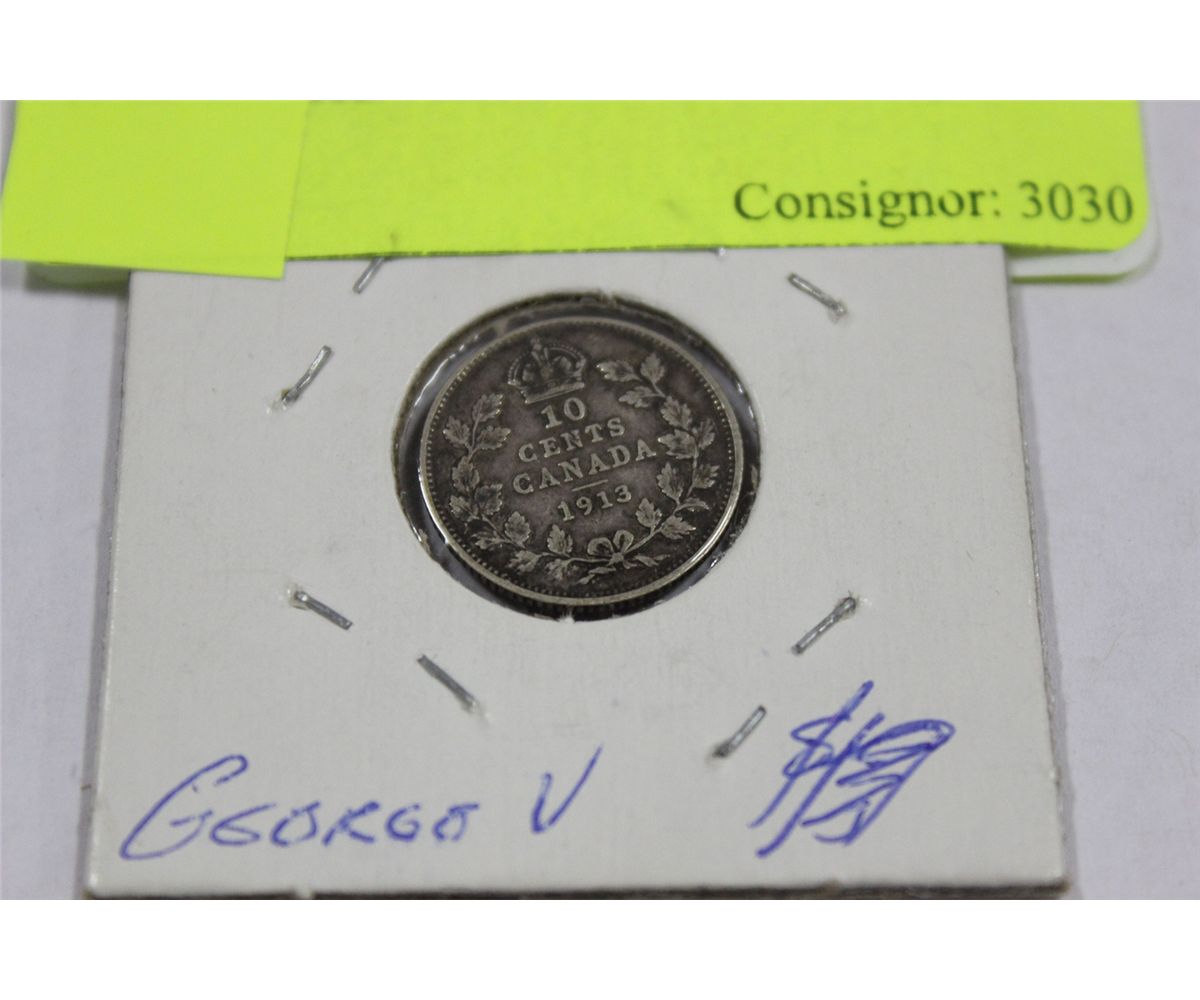 Consignor: 3030
10
CENTS
CANADA
1913
GEORGE V